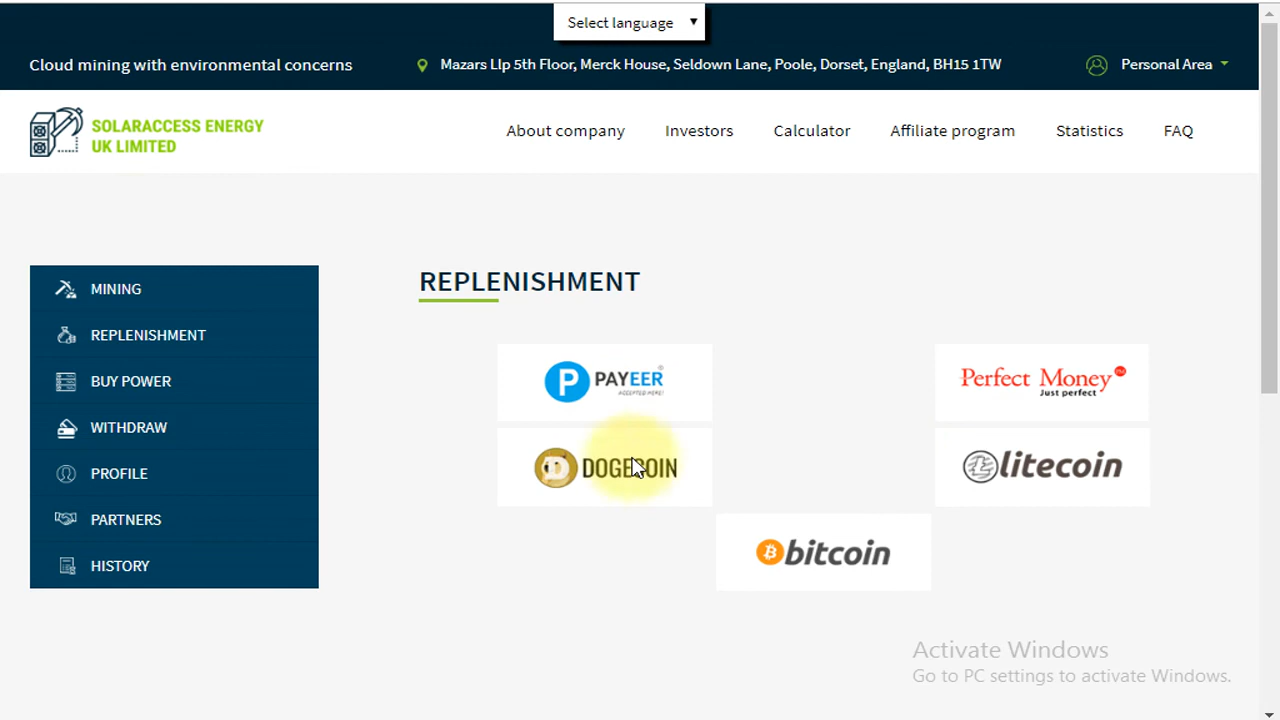 Select language
Cloud mining with environmental concerns
Mazars Llp 5th Floor, Merck House, Seldown Lane, Poole, Dorset, England, BH15 1TW
Personal Area
SOLARACCESS ENERGY
UK LIMITED
About company
Investors
Calculator
Affiliate program
Statistics
FAQ
MINING
REPLENISHMENT
BUY POWER
WITHDRAW
PROFILE
PARTNERS
HISTORY
REPLENISHMENT
P PAYEER®
ACCEPTED HERE!
Perfect Money PM
Just perfect
DOGECOIN
litecoin
bitcoin
Activate Windows
Go to PC settings to activate Windows.